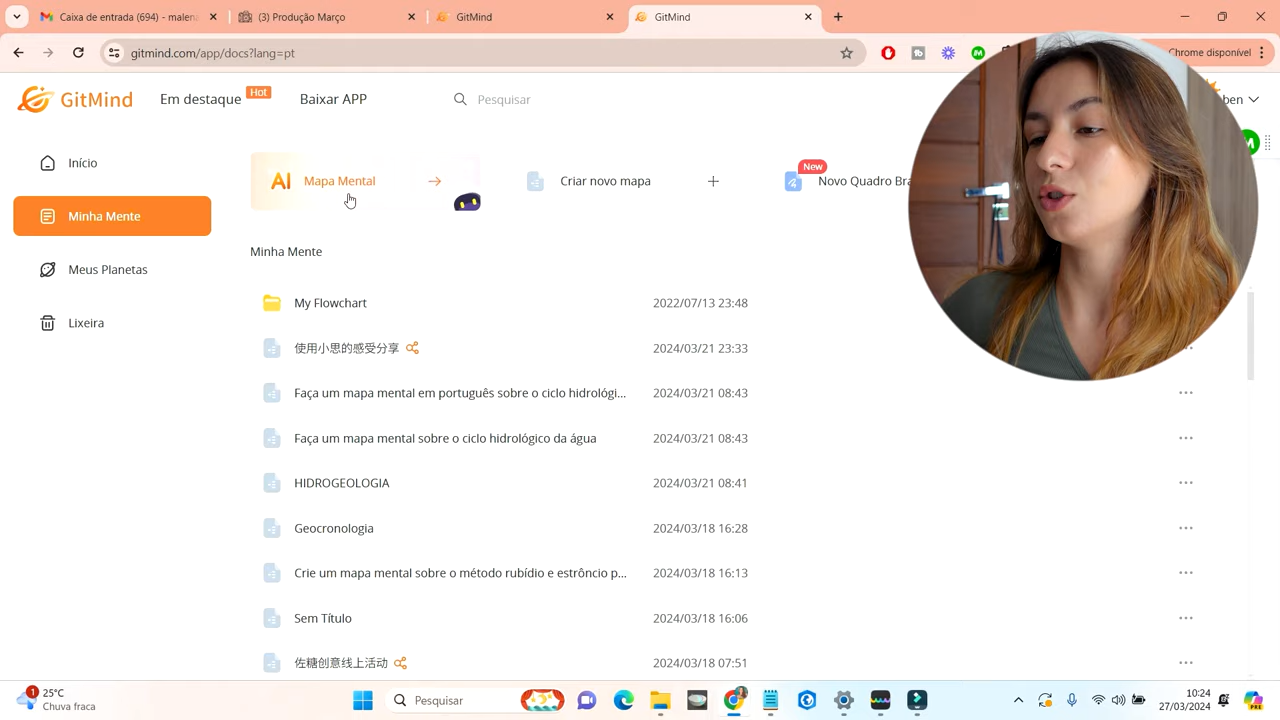 Caixa de entrada (694) - malena
(3) Produção Março
GitMind
GitMind
gitmind.com/app/docs?lang=pt
Chrome disponível
GitMind
Em destaque
Hot
Baixar APP
Pesquisar
ben
M
Início
Minha Mente
Meus Planetas
Lixeira
AI Mapa Mental
Criar novo mapa
New
Novo Quadro Bra
Minha Mente
My Flowchart 2022/07/13 23:48
使用小思的感受分享 2024/03/21 23:33
Faça um mapa mental em português sobre o ciclo hidrológi... 2024/03/21 08:43
Faça um mapa mental sobre o ciclo hidrológico da água 2024/03/21 08:43
HIDROGEOLOGIA 2024/03/21 08:41
Geocronologia 2024/03/18 16:28
Crie um mapa mental sobre o método rubídio e estrôncio p... 2024/03/18 16:13
Sem Título 2024/03/18 16:06
佐糖创意线上活动 2024/03/18 07:51
1
25°C
Chuva fraca
Pesquisar
10:24
27/03/2024
PRE